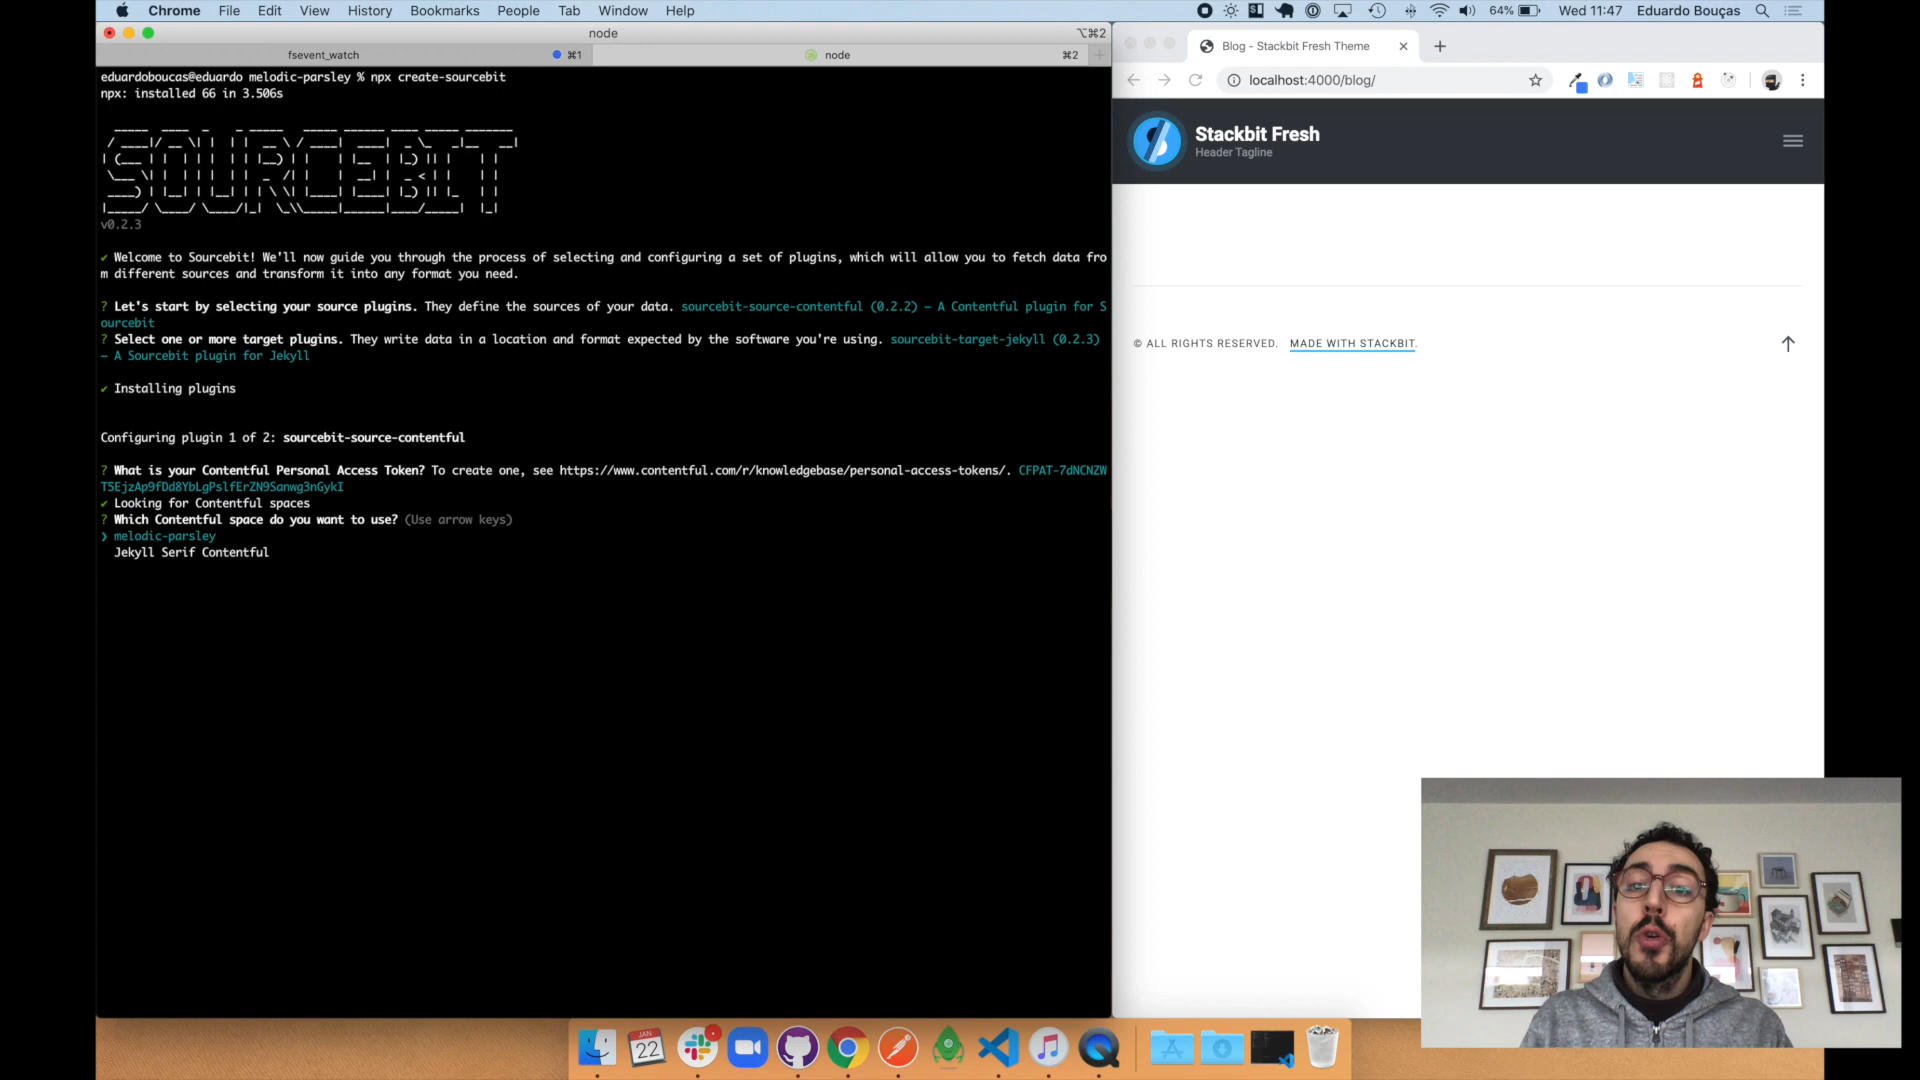 Chrome File Edit View History Bookmarks People Tab Window Help
64% Wed 11:47 Eduardo Bouças
node
⌥⌘2
fsevent_watch ⌘1
node ⌘2
eduardoboucas@eduardo melodic-parsley % npx create-sourcebit
npx: installed 66 in 3.506s
SOURCEBIT
v0.2.3
✔ Welcome to Sourcebit! We'll now guide you through the process of selecting and configuring a set of plugins, which will allow you to fetch data fro
m different sources and transform it into any format you need.
? Let's start by selecting your source plugins. They define the sources of your data. sourcebit-source-contentful (0.2.2) – A Contentful plugin for S
ourcebit
? Select one or more target plugins. They write data in a location and format expected by the software you're using. sourcebit-target-jekyll (0.2.3)
– A Sourcebit plugin for Jekyll
✔ Installing plugins
Configuring plugin 1 of 2: sourcebit-source-contentful
? What is your Contentful Personal Access Token? To create one, see https://www.contentful.com/r/knowledgebase/personal-access-tokens/. CFPAT-7dNCNZW
T5EjzAp9fDd8YbLgPslfErZN9Sanwg3nGykI
✔ Looking for Contentful spaces
? Which Contentful space do you want to use? (Use arrow keys)
❯ melodic-parsley
Jekyll Serif Contentful
Blog - Stackbit Fresh Theme
localhost:4000/blog/
Stackbit Fresh
Header Tagline
© ALL RIGHTS RESERVED. MADE WITH STACKBIT.
JAN
22